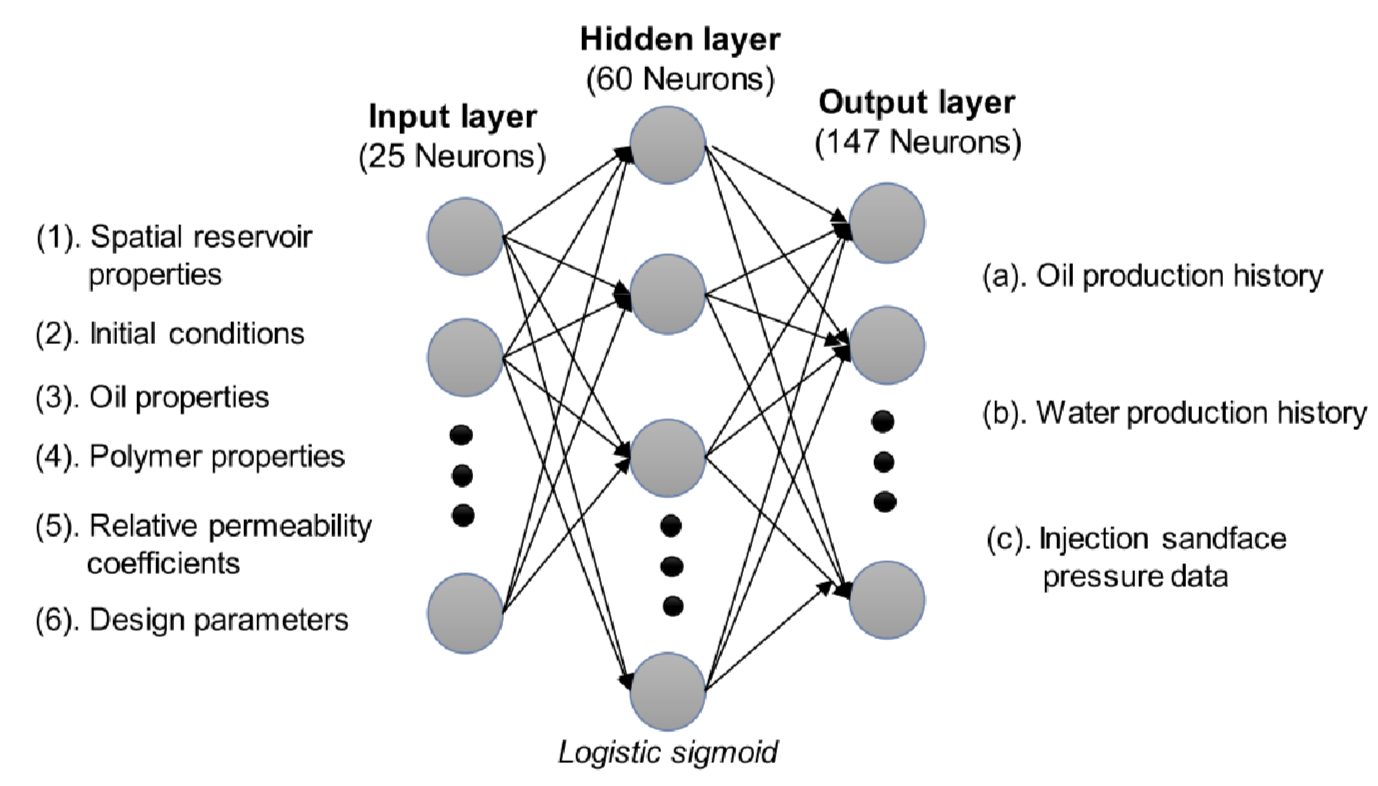 Hidden layer
(60 Neurons)
Input layer
(25 Neurons)
Output layer
(147 Neurons)
(1). Spatial reservoir
properties
(2). Initial conditions
(3). Oil properties
(4). Polymer properties
(5). Relative permeability
coefficients
(6). Design parameters
(a). Oil production history
(b). Water production history
(c). Injection sandface
pressure data
Logistic sigmoid